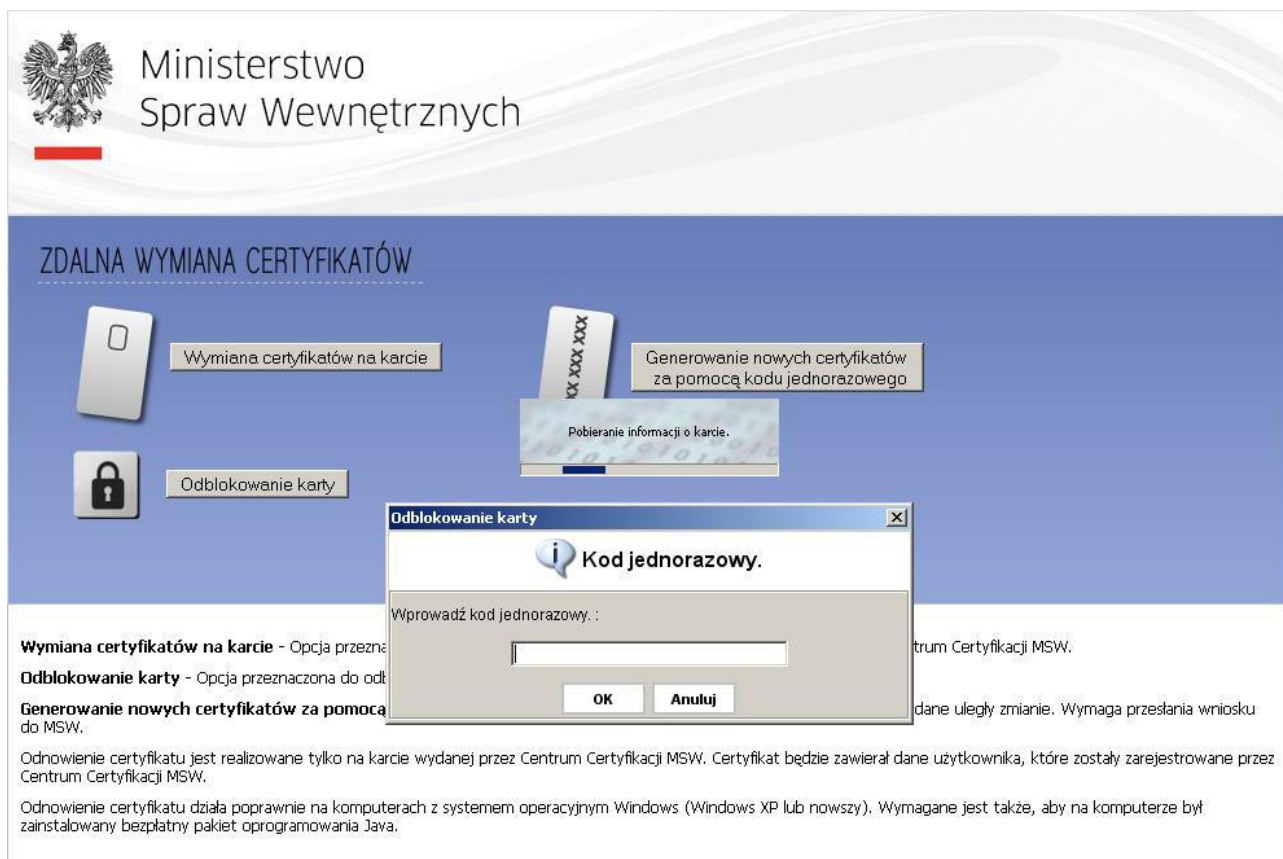 Ministerstwo
Spraw Wewnętrznych
ZDALNA WYMIANA CERTYFIKATÓW
Wymiana certyfikatów na karcie
XX XXX XXX
Generowanie nowych certyfikatów
za pomocą kodu jednorazowego
Pobieranie informacji o karcie.
Odblokowanie karty
Odblokowanie karty
Kod jednorazowy.
Wprowadź kod jednorazowy. :
OK
Anuluj
Wymiana certyfikatów na karcie - Opcja przezna
trum Certyfikacji MSW.
Odblokowanie karty - Opcja przeznaczona do odb
Generowanie nowych certyfikatów za pomocą
dane uległy zmianie. Wymaga przesłania wniosku
do MSW.
Odnowienie certyfikatu jest realizowane tylko na karcie wydanej przez Centrum Certyfikacji MSW. Certyfikat będzie zawierał dane użytkownika, które zostały zarejestrowane przez
Centrum Certyfikacji MSW.
Odnowienie certyfikatu działa poprawnie na komputerach z systemem operacyjnym Windows (Windows XP lub nowszy). Wymagane jest także, aby na komputerze był
zainstalowany bezpłatny pakiet oprogramowania Java.